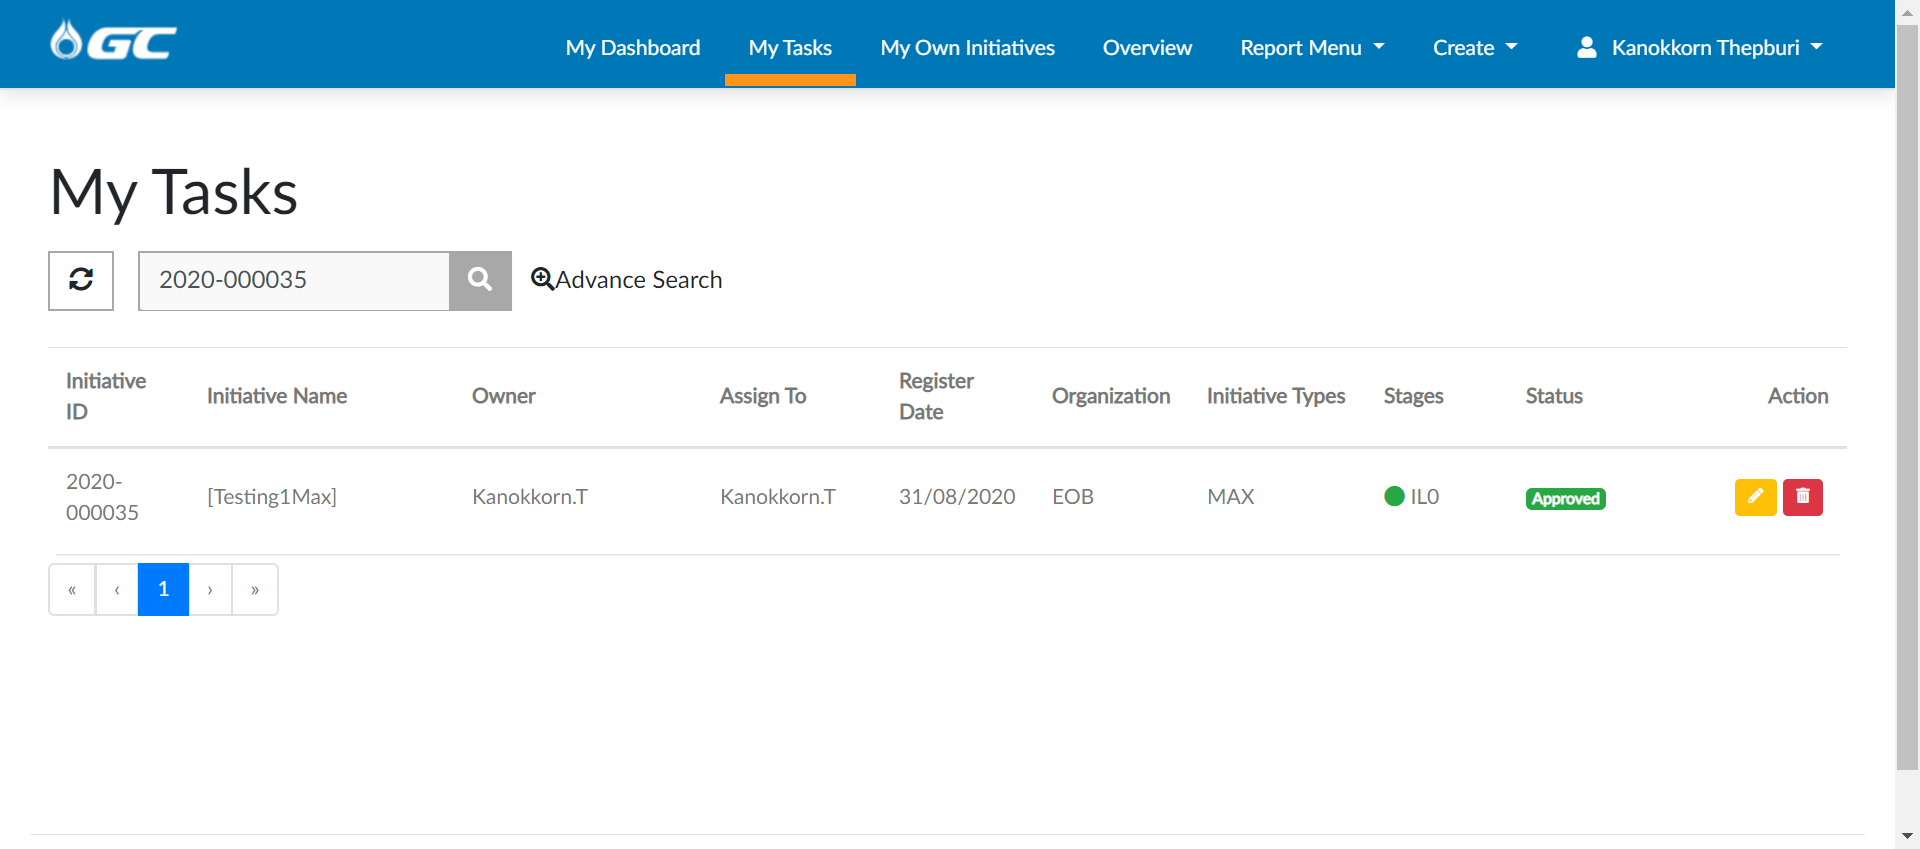 GC
My Dashboard
My Tasks
My Own Initiatives
Overview
Report Menu
Create
Kanokkorn Thepburi
My Tasks
2020-000035
Advance Search
Initiative
ID
Initiative Name
Owner
Assign To
Register
Date
Organization
Initiative Types
Stages
Status
Action
2020-
000035
[Testing1Max]
Kanokkorn.T
Kanokkorn.T
31/08/2020
EOB
MAX
IL0
Approved
«
‹
1
›
»